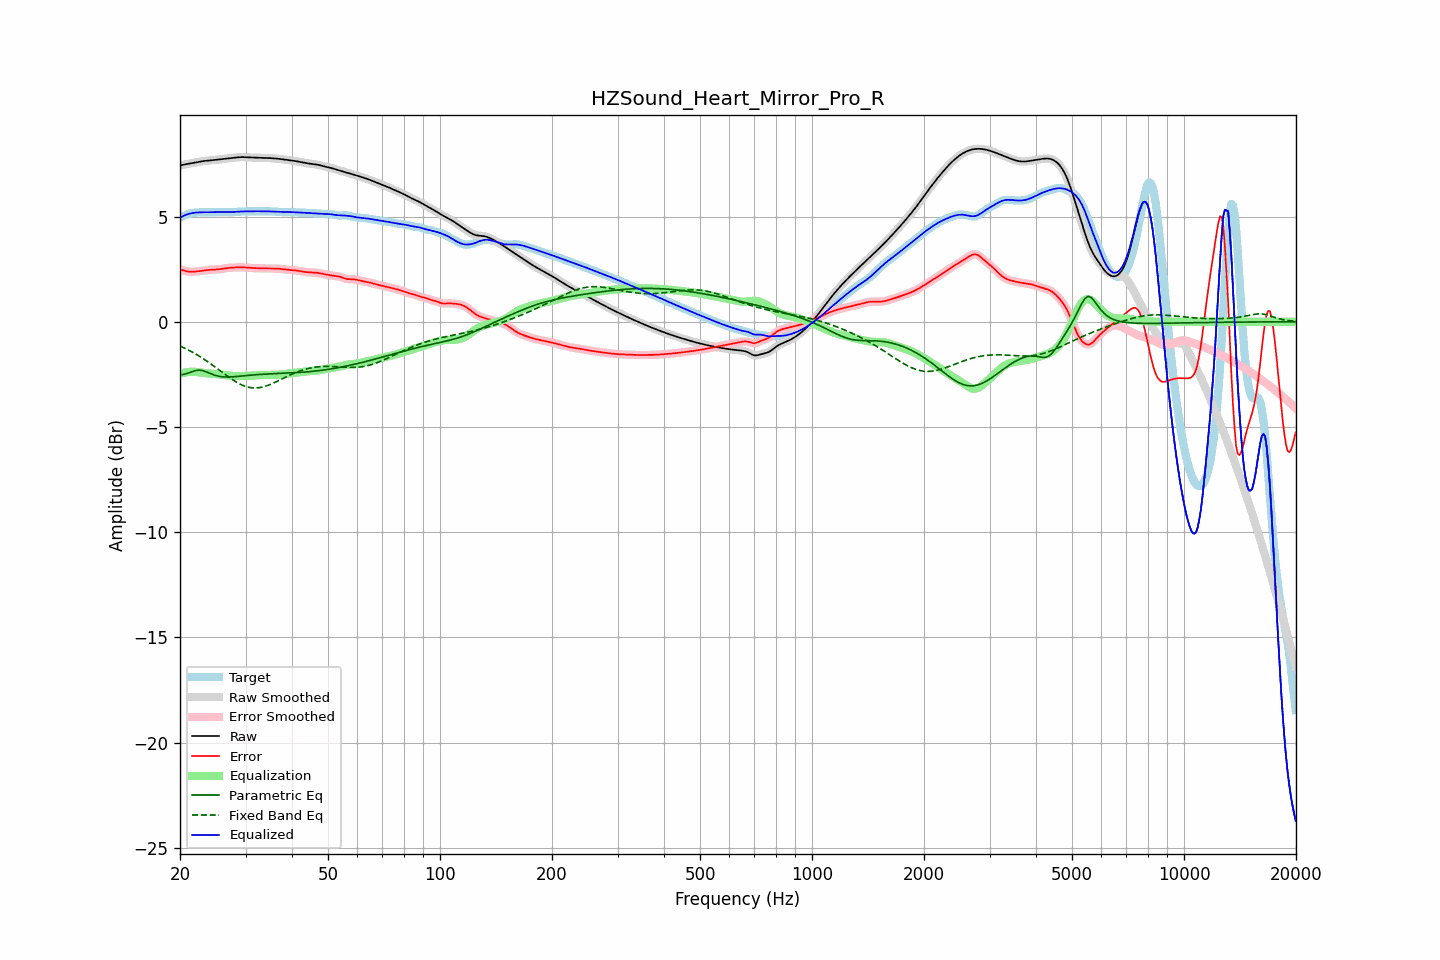 HZSound_Heart_Mirror_Pro_R
Amplitude (dBr)
5
0
−5
−10
−15
−20
−25
Target
Raw Smoothed
Error Smoothed
Raw
Error
Equalization
Parametric Eq
Fixed Band Eq
Equalized
20 50 100 200 500 1000 2000 5000 10000 20000
Frequency (Hz)